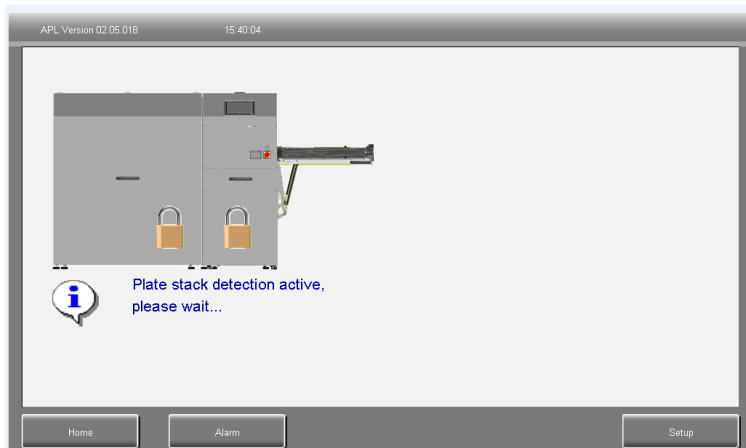 APL Version 02.05.018 15:40:04
Plate stack detection active,
please wait...
Home Alarm Setup